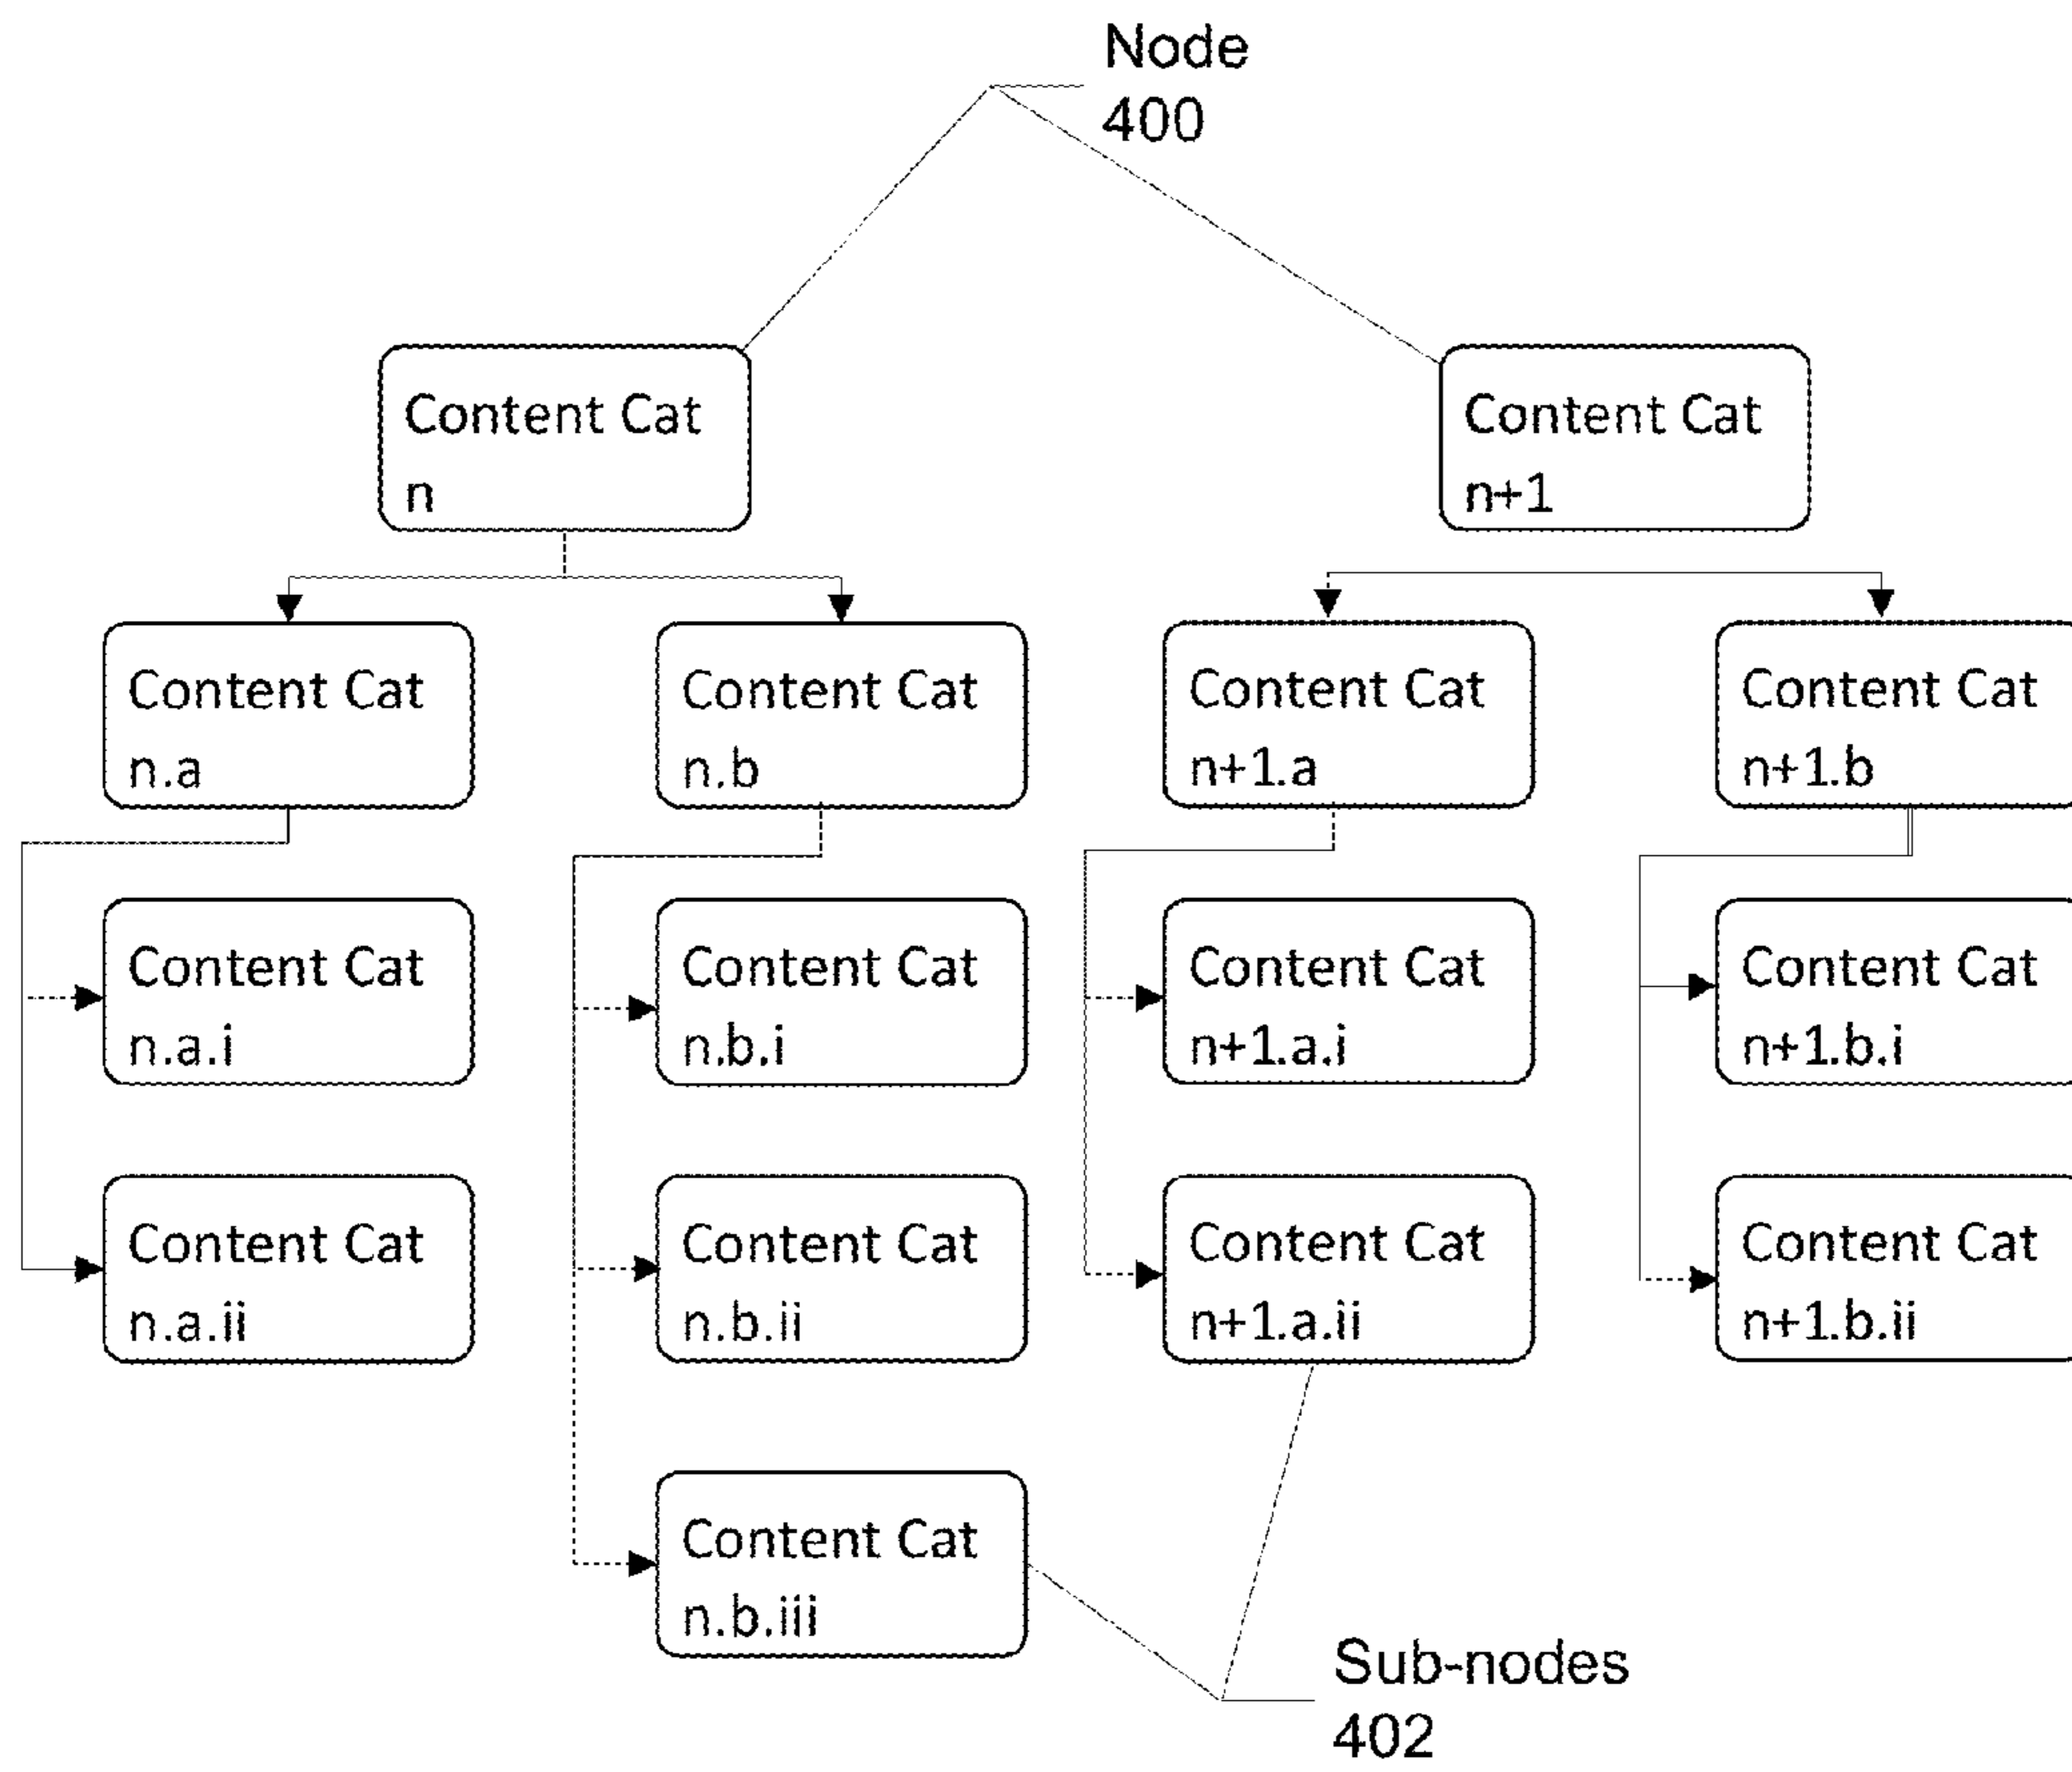 Node
400
Content Cat
n
Content Cat
n+1
Content Cat
n.a
Content Cat
n.b
Content Cat
n+1.a
Content Cat
n+1.b
Content Cat
n.a.i
Content Cat
n.b.i
Content Cat
n+1.a.i
Content Cat
n+1.b.i
Content Cat
n.a.ii
Content Cat
n.b.ii
Content Cat
n+1.a.ii
Content Cat
n+1.b.ii
Content Cat
n.b.iii
Sub-nodes
402